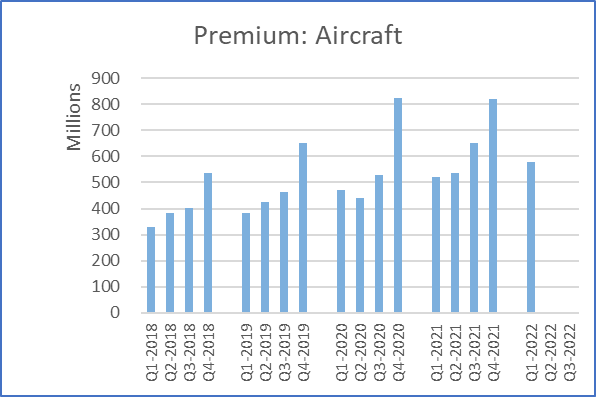 Premium: Aircraft
Millions
900
800
700
600
500
400
300
200
100
0
Q1-2018
Q2-2018
Q3-2018
Q4-2018
Q1-2019
Q2-2019
Q3-2019
Q4-2019
Q1-2020
Q2-2020
Q3-2020
Q4-2020
Q1-2021
Q2-2021
Q3-2021
Q4-2021
Q1-2022
Q2-2022
Q3-2022